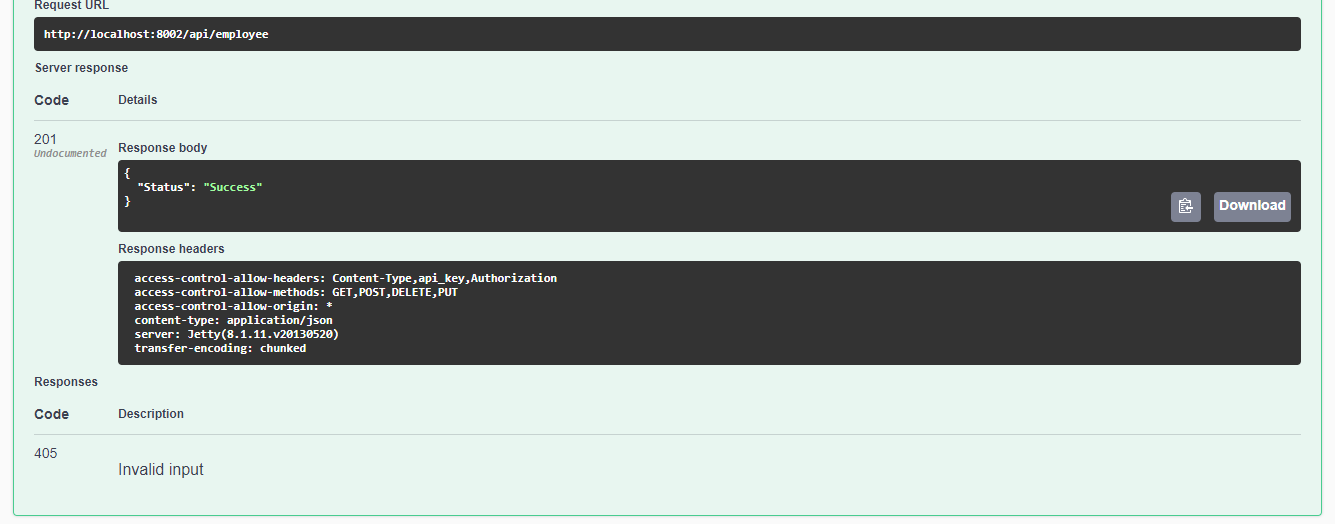 Request URL
http://localhost:8002/api/employee
Server response
Code Details
201
Undocumented
Response body
{
"Status": "Success"
}
Download
Response headers
access-control-allow-headers: Content-Type,api_key,Authorization
access-control-allow-methods: GET,POST,DELETE,PUT
access-control-allow-origin: *
content-type: application/json
server: Jetty(8.1.11.v20130520)
transfer-encoding: chunked
Responses
Code Description
405
Invalid input